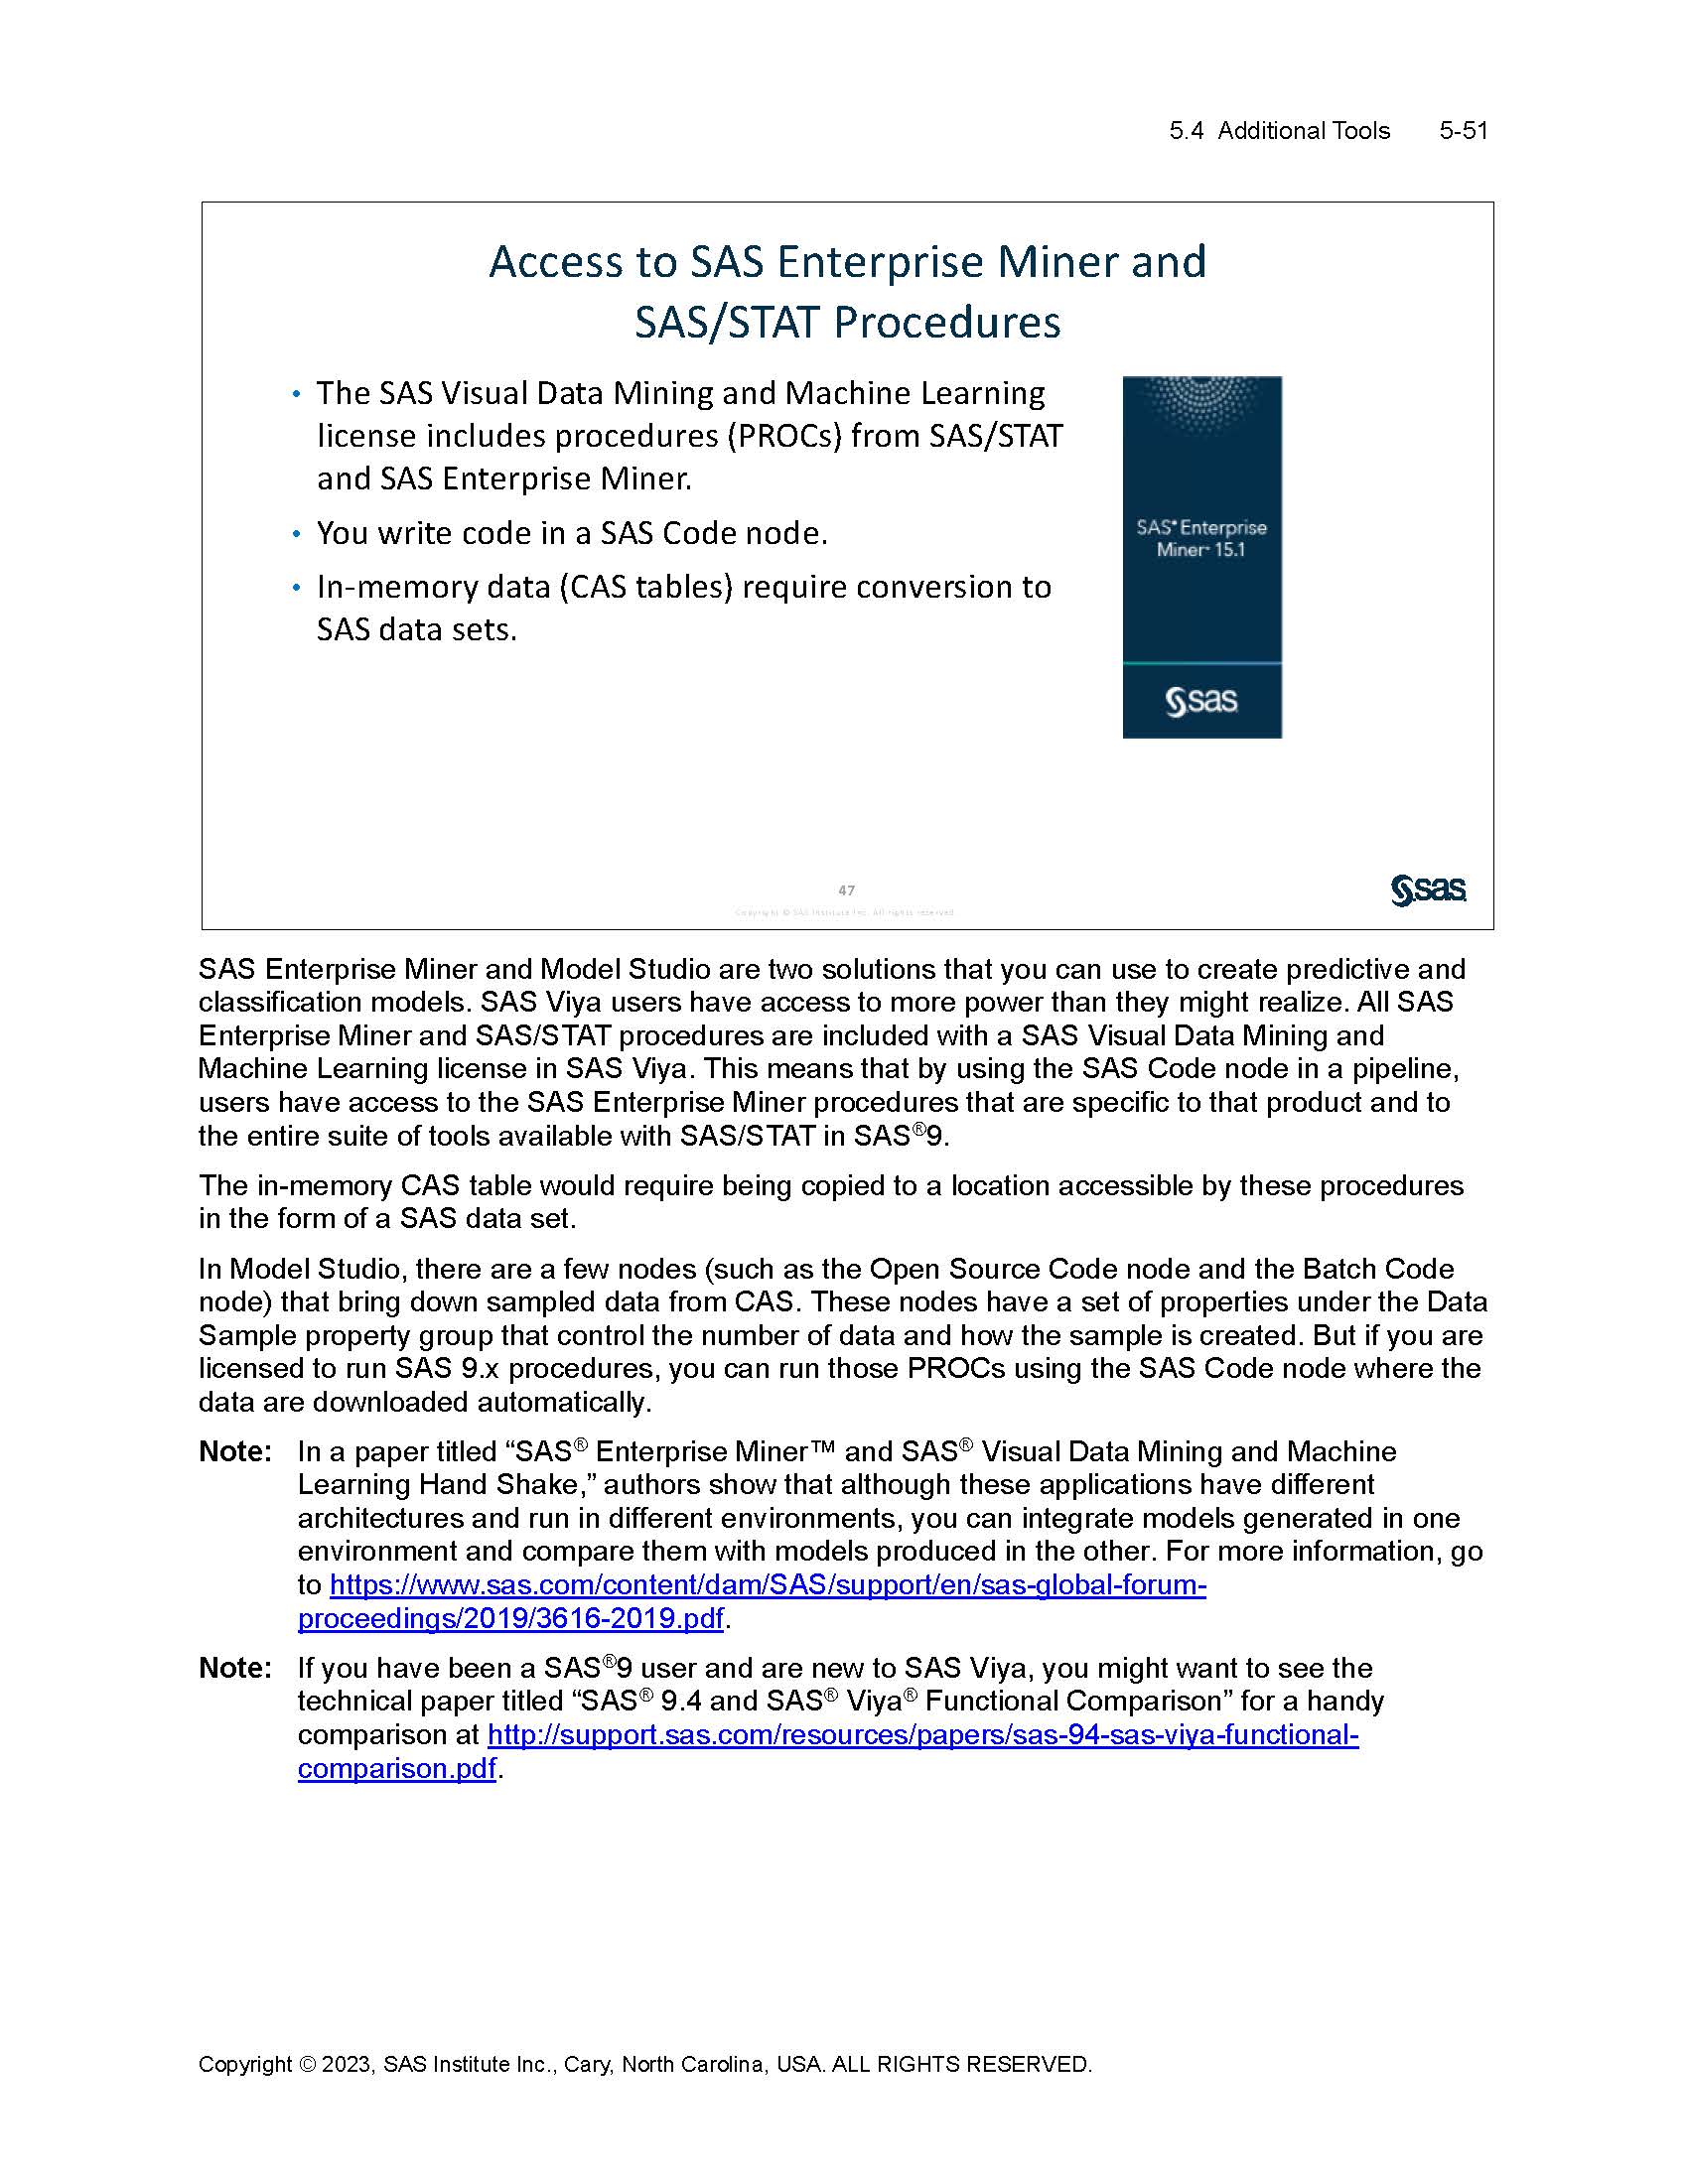 5.4 Additional Tools 5-51
Access to SAS Enterprise Miner and
SAS/STAT Procedures
• The SAS Visual Data Mining and Machine Learning
license includes procedures (PROCs) from SAS/STAT
and SAS Enterprise Miner.
• You write code in a SAS Code node.
• In-memory data (CAS tables) require conversion to
SAS data sets.
SAS® Enterprise
Miner™ 15.1
sas
47
Copyright © SAS Institute Inc. All rights reserved.
sas
SAS Enterprise Miner and Model Studio are two solutions that you can use to create predictive and
classification models. SAS Viya users have access to more power than they might realize. All SAS
Enterprise Miner and SAS/STAT procedures are included with a SAS Visual Data Mining and
Machine Learning license in SAS Viya. This means that by using the SAS Code node in a pipeline,
users have access to the SAS Enterprise Miner procedures that are specific to that product and to
the entire suite of tools available with SAS/STAT in SAS®9.
The in-memory CAS table would require being copied to a location accessible by these procedures
in the form of a SAS data set.
In Model Studio, there are a few nodes (such as the Open Source Code node and the Batch Code
node) that bring down sampled data from CAS. These nodes have a set of properties under the Data
Sample property group that control the number of data and how the sample is created. But if you are
licensed to run SAS 9.x procedures, you can run those PROCs using the SAS Code node where the
data are downloaded automatically.
Note: In a paper titled “SAS® Enterprise Miner™ and SAS® Visual Data Mining and Machine
Learning Hand Shake,” authors show that although these applications have different
architectures and run in different environments, you can integrate models generated in one
environment and compare them with models produced in the other. For more information, go
to https://www.sas.com/content/dam/SAS/support/en/sas-global-forum-
proceedings/2019/3616-2019.pdf.
Note: If you have been a SAS®9 user and are new to SAS Viya, you might want to see the
technical paper titled “SAS® 9.4 and SAS® Viya® Functional Comparison” for a handy
comparison at http://support.sas.com/resources/papers/sas-94-sas-viya-functional-
comparison.pdf.
Copyright © 2023, SAS Institute Inc., Cary, North Carolina, USA. ALL RIGHTS RESERVED.